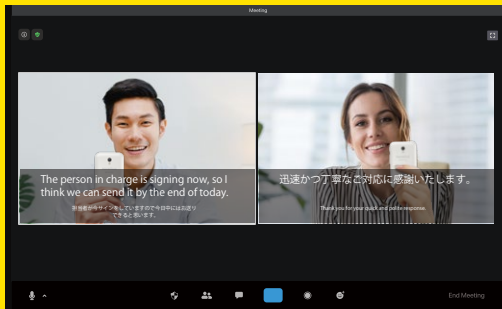 Meeting
The person in charge is signing now, so I
think we can send it by the end of today.
担当者が今サインをしていますので今日中にはお送り
できると思います。
迅速かつ丁寧なご対応に感謝いたします。
Thank you for your quick and polite response.
End Meeting